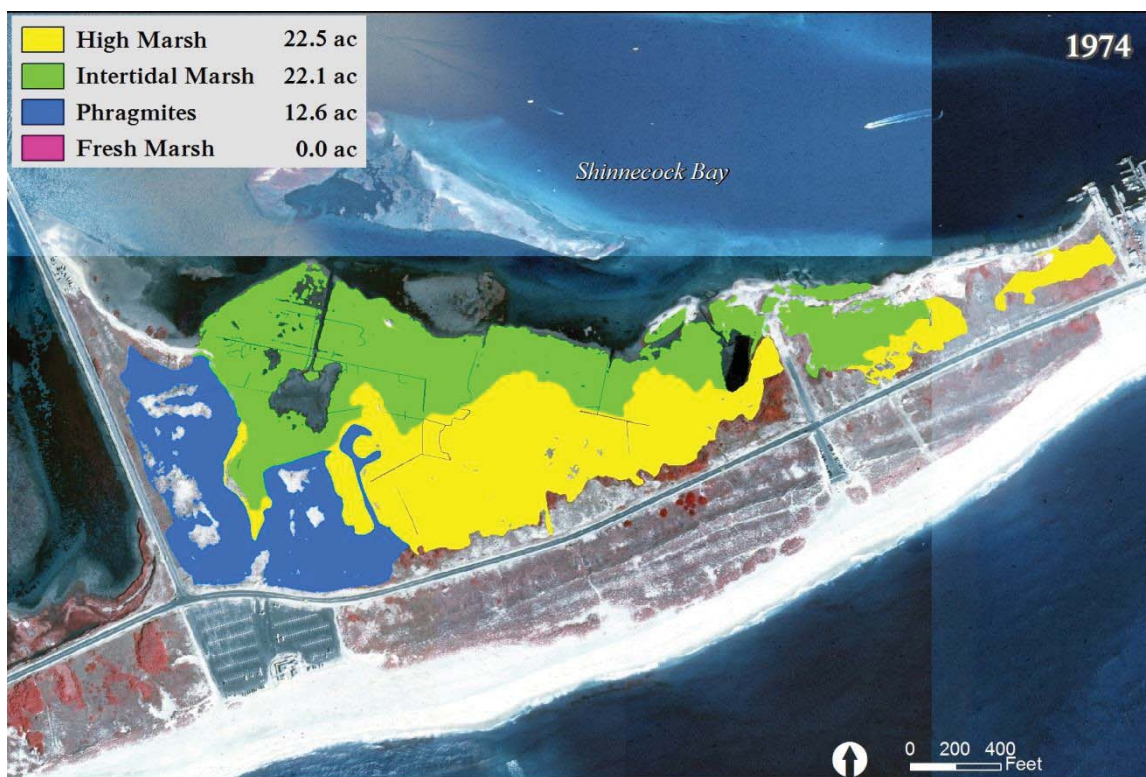 High Marsh 22.5 ac
Intertidal Marsh 22.1 ac
Phragmites 12.6 ac
Fresh Marsh 0.0 ac
1974
Shinnecock Bay
0 200 400
Feet